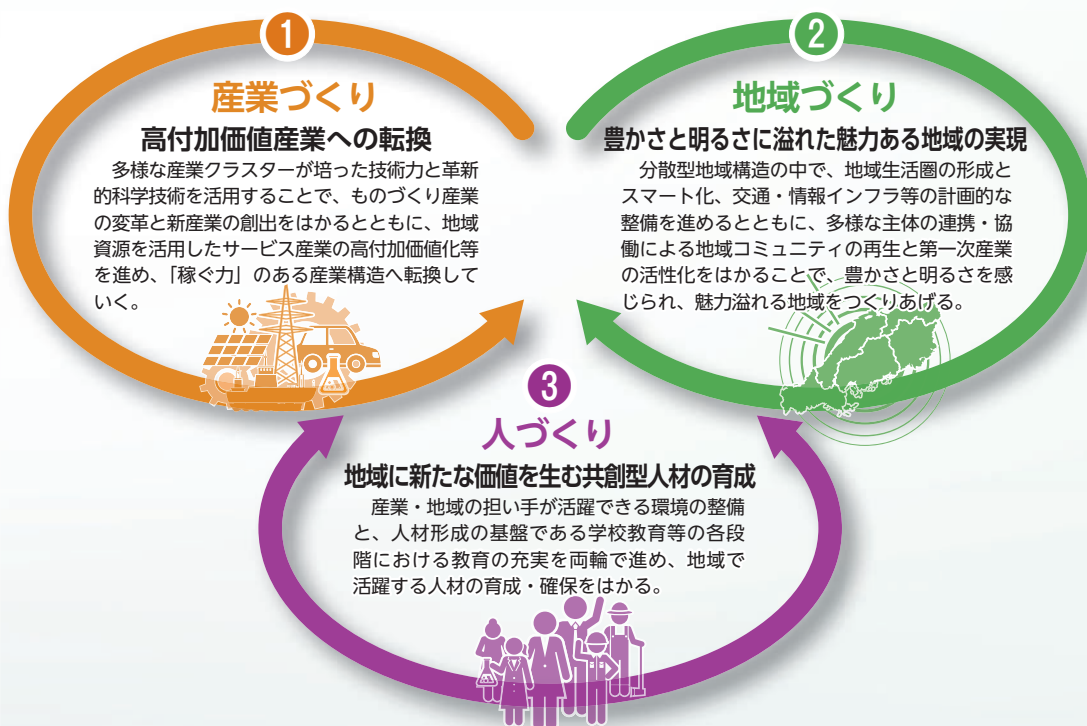 1
産業づくり
高付加価値産業への転換
多様な産業クラスターが培った技術力と革新
的科学技術を活用することで、ものづくり産業
の変革と新産業の創出をはかるとともに、地域
資源を活用したサービス産業の高付加価値化等
を進め、「稼ぐ力」のある産業構造へ転換して
いく。
2
地域づくり
豊かさと明るさに溢れた魅力ある地域の実現
分散型地域構造の中で、地域生活圏の形成と
スマート化、交通・情報インフラ等の計画的な
整備を進めるとともに、多様な主体の連携・協
働による地域コミュニティの再生と第一次産業
の活性化をはかることで、豊かさと明るさを感
じられ、魅力溢れる地域をつくりあげる。
3
人づくり
地域に新たな価値を生む共創型人材の育成
産業・地域の担い手が活躍できる環境の整備
と、人材形成の基盤である学校教育等の各段
階における教育の充実を両輪で進め、地域で
活躍する人材の育成・確保をはかる。